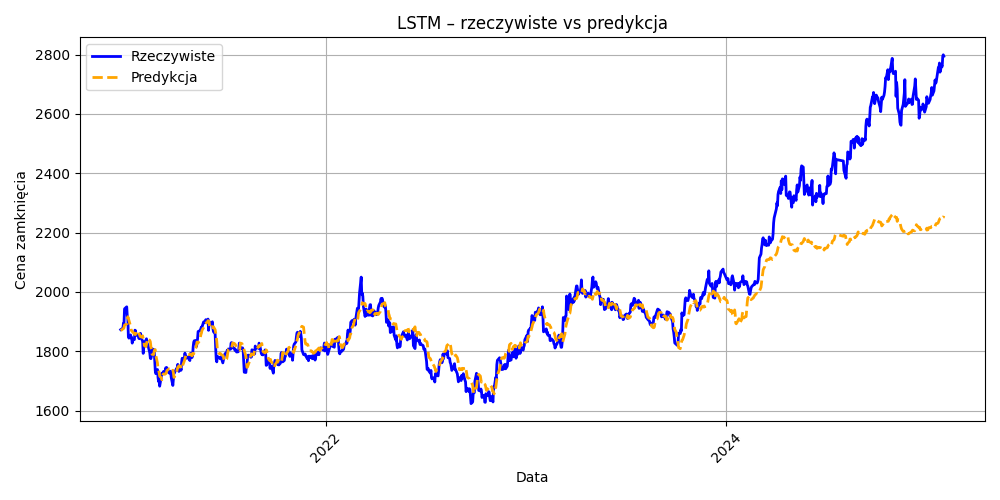 LSTM – rzeczywiste vs predykcja
Rzeczywiste
Predykcja
Cena zamknięcia
2800
2600
2400
2200
2000
1800
1600
2022
2024
Data